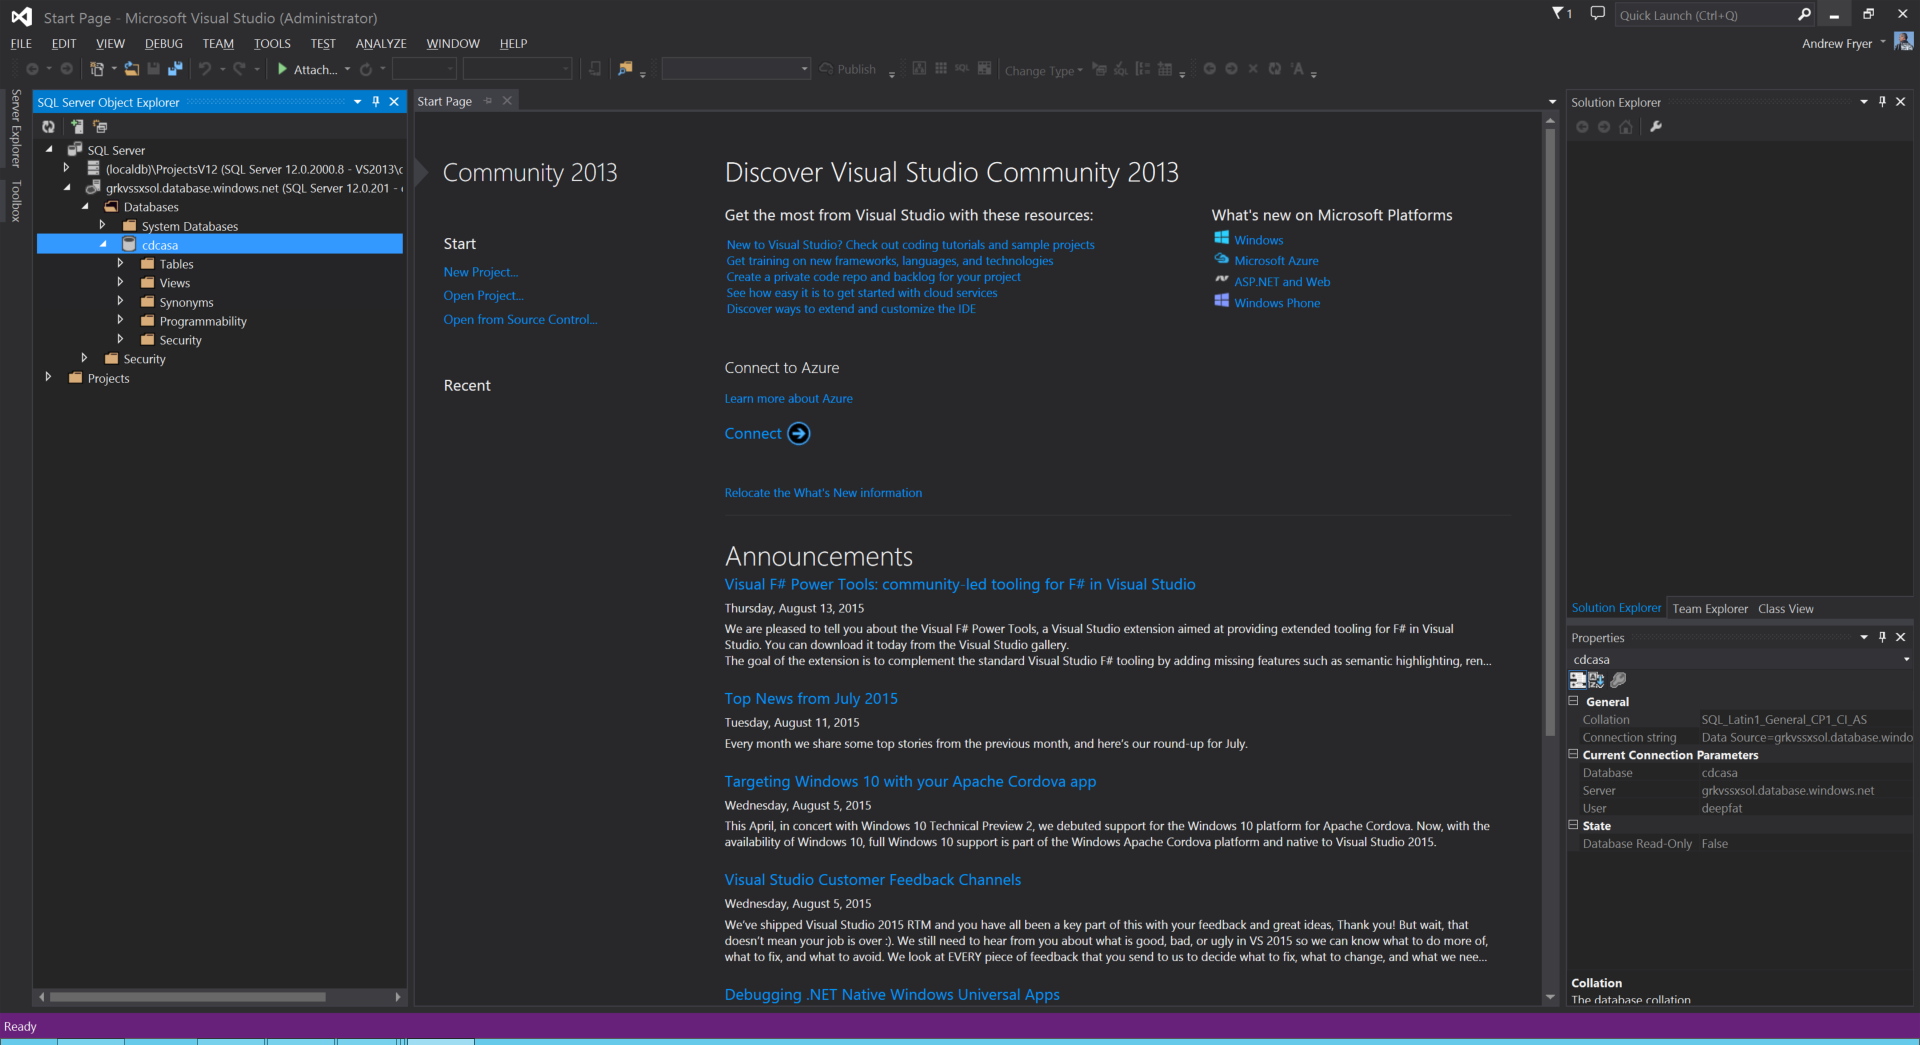 Start Page - Microsoft Visual Studio (Administrator)
1
Quick Launch (Ctrl+Q)
FILE EDIT VIEW DEBUG TEAM TOOLS TEST ANALYZE WINDOW HELP
Andrew Fryer
Attach...
Publish
SQL
Change Type
Server Explorer
Toolbox
SQL Server Object Explorer
SQL Server
(localdb)\ProjectsV12 (SQL Server 12.0.2000.8 - VS2013\c
grkvssxsol.database.windows.net (SQL Server 12.0.201 -
Databases
System Databases
cdcasa
Tables
Views
Synonyms
Programmability
Security
Security
Projects
Start Page
Community 2013
Start
New Project...
Open Project...
Open from Source Control...
Recent
Discover Visual Studio Community 2013
Get the most from Visual Studio with these resources:
New to Visual Studio? Check out coding tutorials and sample projects
Get training on new frameworks, languages, and technologies
Create a private code repo and backlog for your project
See how easy it is to get started with cloud services
Discover ways to extend and customize the IDE
What's new on Microsoft Platforms
Windows
Microsoft Azure
ASP.NET and Web
Windows Phone
Connect to Azure
Learn more about Azure
Connect
Relocate the What's New information
Announcements
Visual F# Power Tools: community-led tooling for F# in Visual Studio
Thursday, August 13, 2015
We are pleased to tell you about the Visual F# Power Tools, a Visual Studio extension aimed at providing extended tooling for F# in Visual
Studio. You can download it today from the Visual Studio gallery.
The goal of the extension is to complement the standard Visual Studio F# tooling by adding missing features such as semantic highlighting, ren...
Top News from July 2015
Tuesday, August 11, 2015
Every month we share some top stories from the previous month, and here's our round-up for July.
Targeting Windows 10 with your Apache Cordova app
Wednesday, August 5, 2015
This April, in concert with Windows 10 Technical Preview 2, we debuted support for the Windows 10 platform for Apache Cordova. Now, with the
availability of Windows 10, full Windows 10 support is part of the Windows Apache Cordova platform and native to Visual Studio 2015.
Visual Studio Customer Feedback Channels
Wednesday, August 5, 2015
We've shipped Visual Studio 2015 RTM and you have all been a key part of this with your feedback and great ideas, Thank you! But wait, that
doesn't mean your job is over :). We still need to hear from you about what is good, bad, or ugly in VS 2015 so we can know what to do more of,
what to fix, and what to avoid. We look at EVERY piece of feedback that you send to us to decide what to fix, what to change, and what we nee...
Debugging .NET Native Windows Universal Apps
Solution Explorer
Solution Explorer Team Explorer Class View
Properties
cdcasa
General
Collation SQL_Latin1_General_CP1_CI_AS
Connection string Data Source=grkvssxsol.database.windo
Current Connection Parameters
Database cdcasa
Server grkvssxsol.database.windows.net
User deepfat
State
Database Read-Only False
Collation
The database collation
Ready